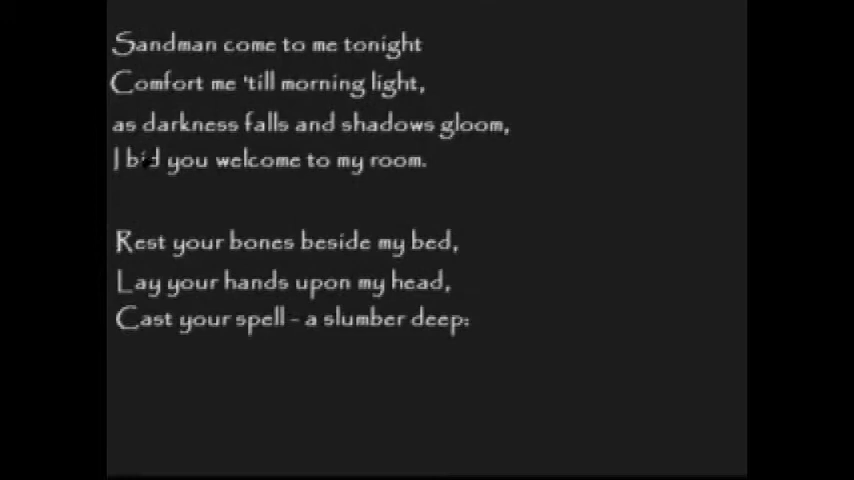 Sandman come to me tonight
Comfort me 'till morning light,
as darkness falls and shadows gloom,
I bid you welcome to my room.
Rest your bones beside my bed,
Lay your hands upon my head,
Cast your spell - a slumber deep: